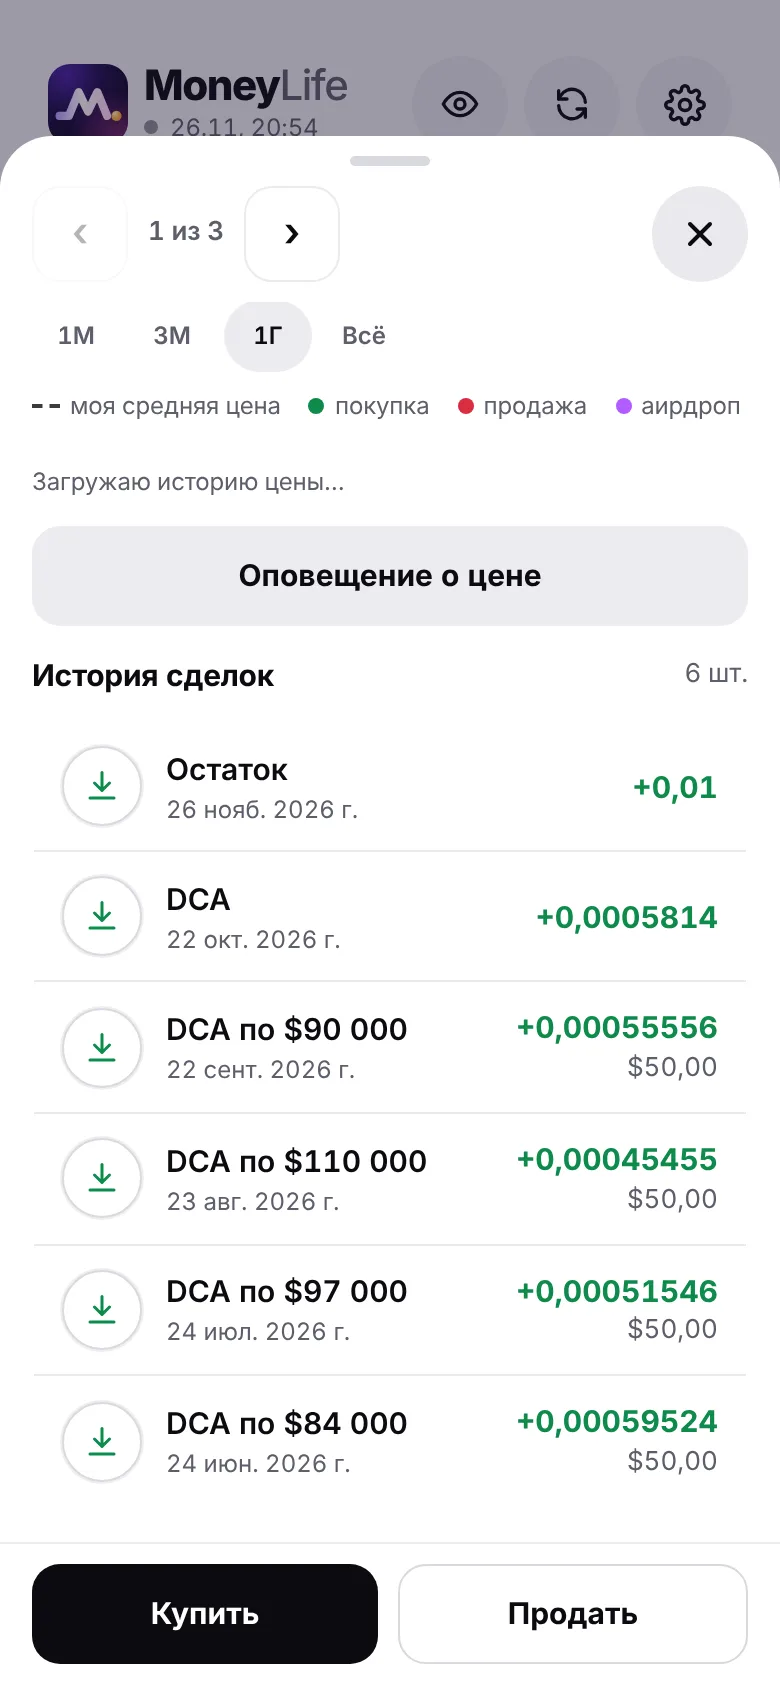 MoneyLife
26.11, 20:54
‹ 1 из 3 ›
1М 3М 1Г Всё
моя средняя цена покупка продажа аирдроп
Загружаю историю цены...
Оповещение о цене
История сделок 6 шт.
Остаток
26 нояб. 2026 г.
+0,01
DCA
22 окт. 2026 г.
+0,0005814
DCA по $90 000
22 сент. 2026 г.
+0,00055556
$50,00
DCA по $110 000
23 авг. 2026 г.
+0,00045455
$50,00
DCA по $97 000
24 июл. 2026 г.
+0,00051546
$50,00
DCA по $84 000
24 июн. 2026 г.
+0,00059524
$50,00
Купить Продать